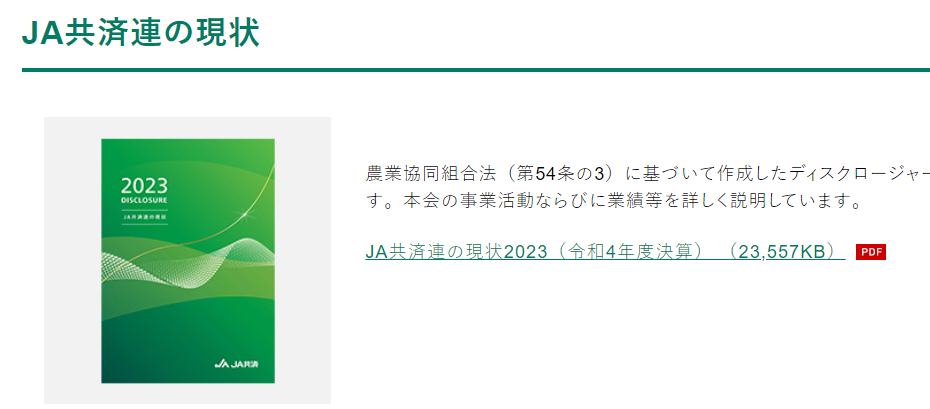 JA共済連の現状
2023
DISCLOSURE
JA共済連の現状
JA共済
農業協同組合法（第54条の3）に基づいて作成したディスクロージャー
す。本会の事業活動ならびに業績等を詳しく説明しています。
JA共済連の現状2023（令和4年度決算）（23,557KB）
PDF